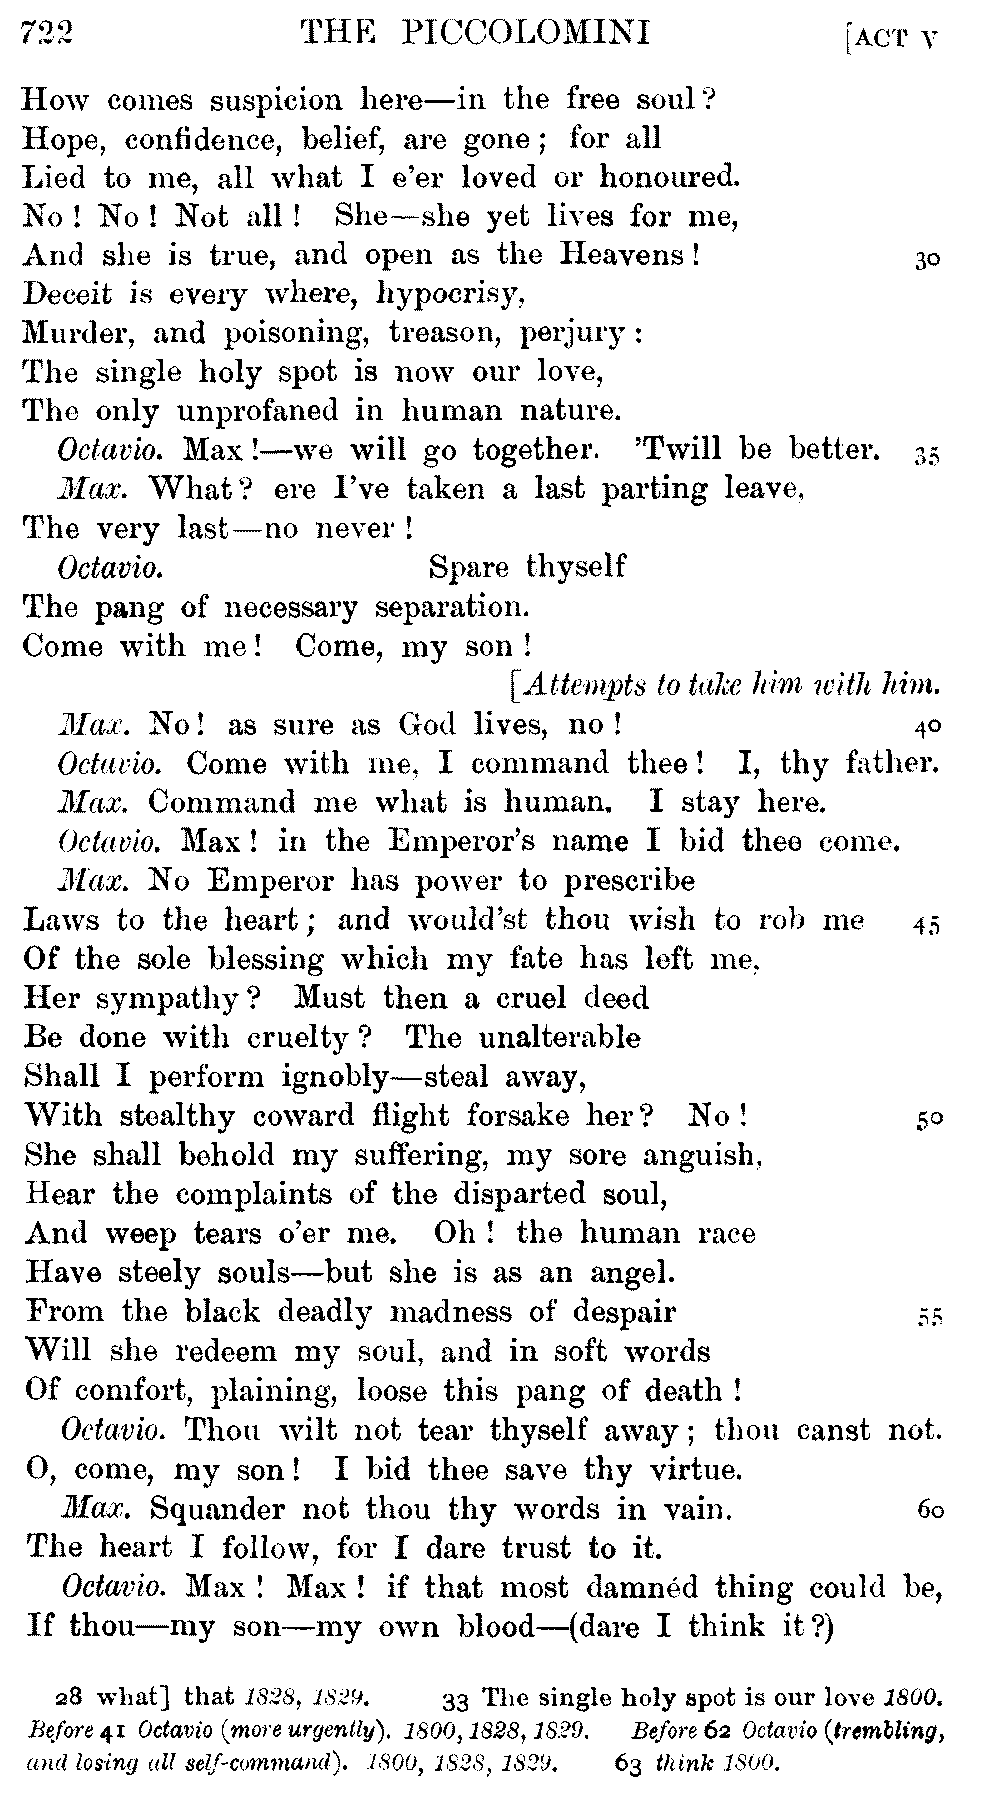 722 THE PICCOLOMINI [ACT V
How comes suspicion here—in the free soul?
Hope, confidence, belief, are gone; for all
Lied to me, all what I e'er loved or honoured.
No! No! Not all! She—she yet lives for me,
And she is true, and open as the Heavens! 30
Deceit is every where, hypocrisy,
Murder, and poisoning, treason, perjury:
The single holy spot is now our love,
The only unprofaned in human nature.
Octavio. Max!—we will go together. 'Twill be better. 35
Max. What? ere I've taken a last parting leave,
The very last—no never!
Octavio. Spare thyself
The pang of necessary separation.
Come with me! Come, my son!
[Attempts to take him with him.
Max. No! as sure as God lives, no! 40
Octavio. Come with me, I command thee! I, thy father.
Max. Command me what is human. I stay here.
Octavio. Max! in the Emperor's name I bid thee come.
Max. No Emperor has power to prescribe
Laws to the heart; and would'st thou wish to rob me 45
Of the sole blessing which my fate has left me,
Her sympathy? Must then a cruel deed
Be done with cruelty? The unalterable
Shall I perform ignobly—steal away,
With stealthy coward flight forsake her? No! 50
She shall behold my suffering, my sore anguish,
Hear the complaints of the disparted soul,
And weep tears o'er me. Oh! the human race
Have steely souls—but she is as an angel.
From the black deadly madness of despair 55
Will she redeem my soul, and in soft words
Of comfort, plaining, loose this pang of death!
Octavio. Thou wilt not tear thyself away; thou canst not.
O, come, my son! I bid thee save thy virtue.
Max. Squander not thou thy words in vain. 60
The heart I follow, for I dare trust to it.
Octavio. Max! Max! if that most damnéd thing could be,
If thou—my son—my own blood—(dare I think it?)
28 what] that 1828, 1829. 33 The single holy spot is our love 1800.
Before 41 Octavio (more urgently). 1800, 1828, 1829. Before 62 Octavio (trembling,
and losing all self-command). 1800, 1828, 1829. 63 think 1800.